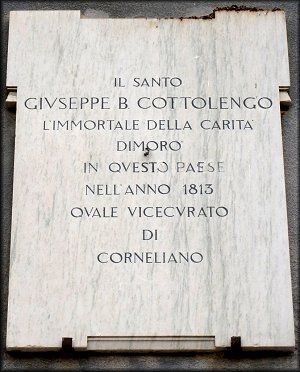 IL SANTO
GIVSEPPE B. COTTOLENGO
L'IMMORTALE DELLA CARITA'
DIMORO'
IN QVESTO PAESE
NELL'ANNO 1813
QVALE VICECVRATO
DI
CORNELIANO